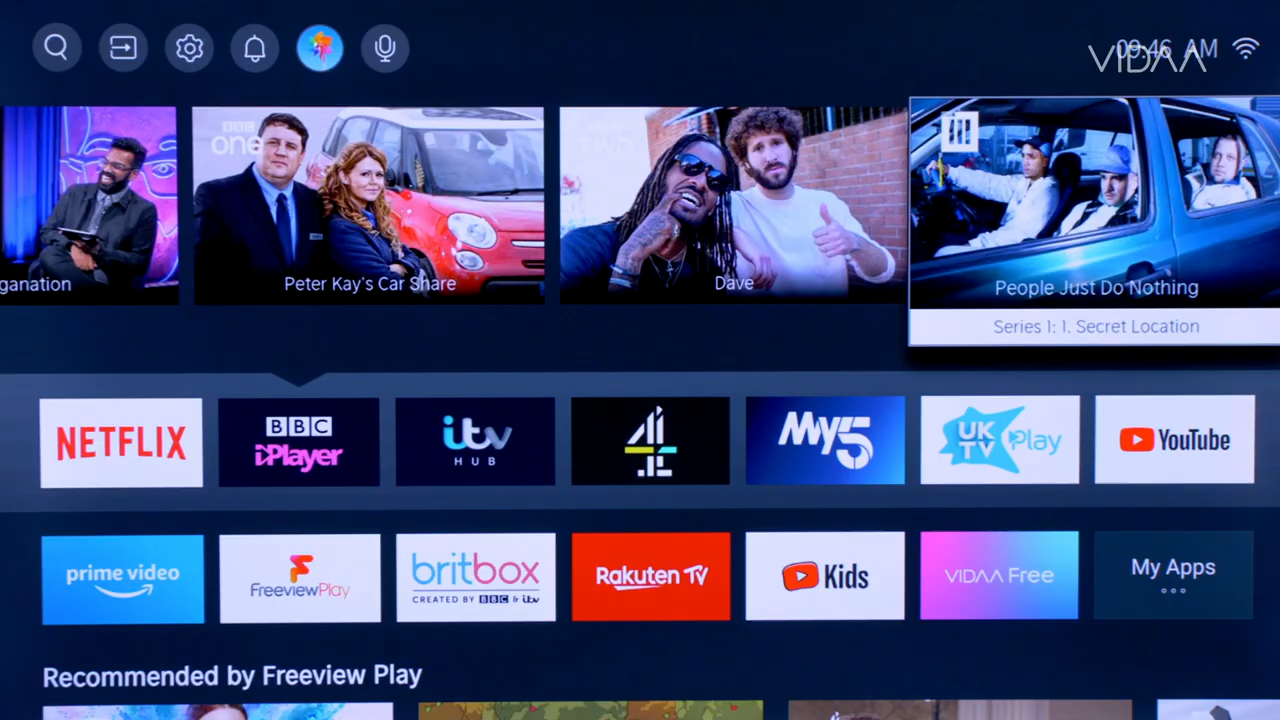 09:46 AM
VIDAA
BBC
one
TWO
ganation
Peter Kay's Car Share
Dave
People Just Do Nothing
Series 1: 1. Secret Location
NETFLIX
BBC
iPlayer
itv
HUB
4
My5
UK
TV Play
YouTube
prime video
FreeviewPlay
britbox
CREATED BY BBC & itv
Rakuten TV
Kids
VIDAA Free
My Apps
Recommended by Freeview Play